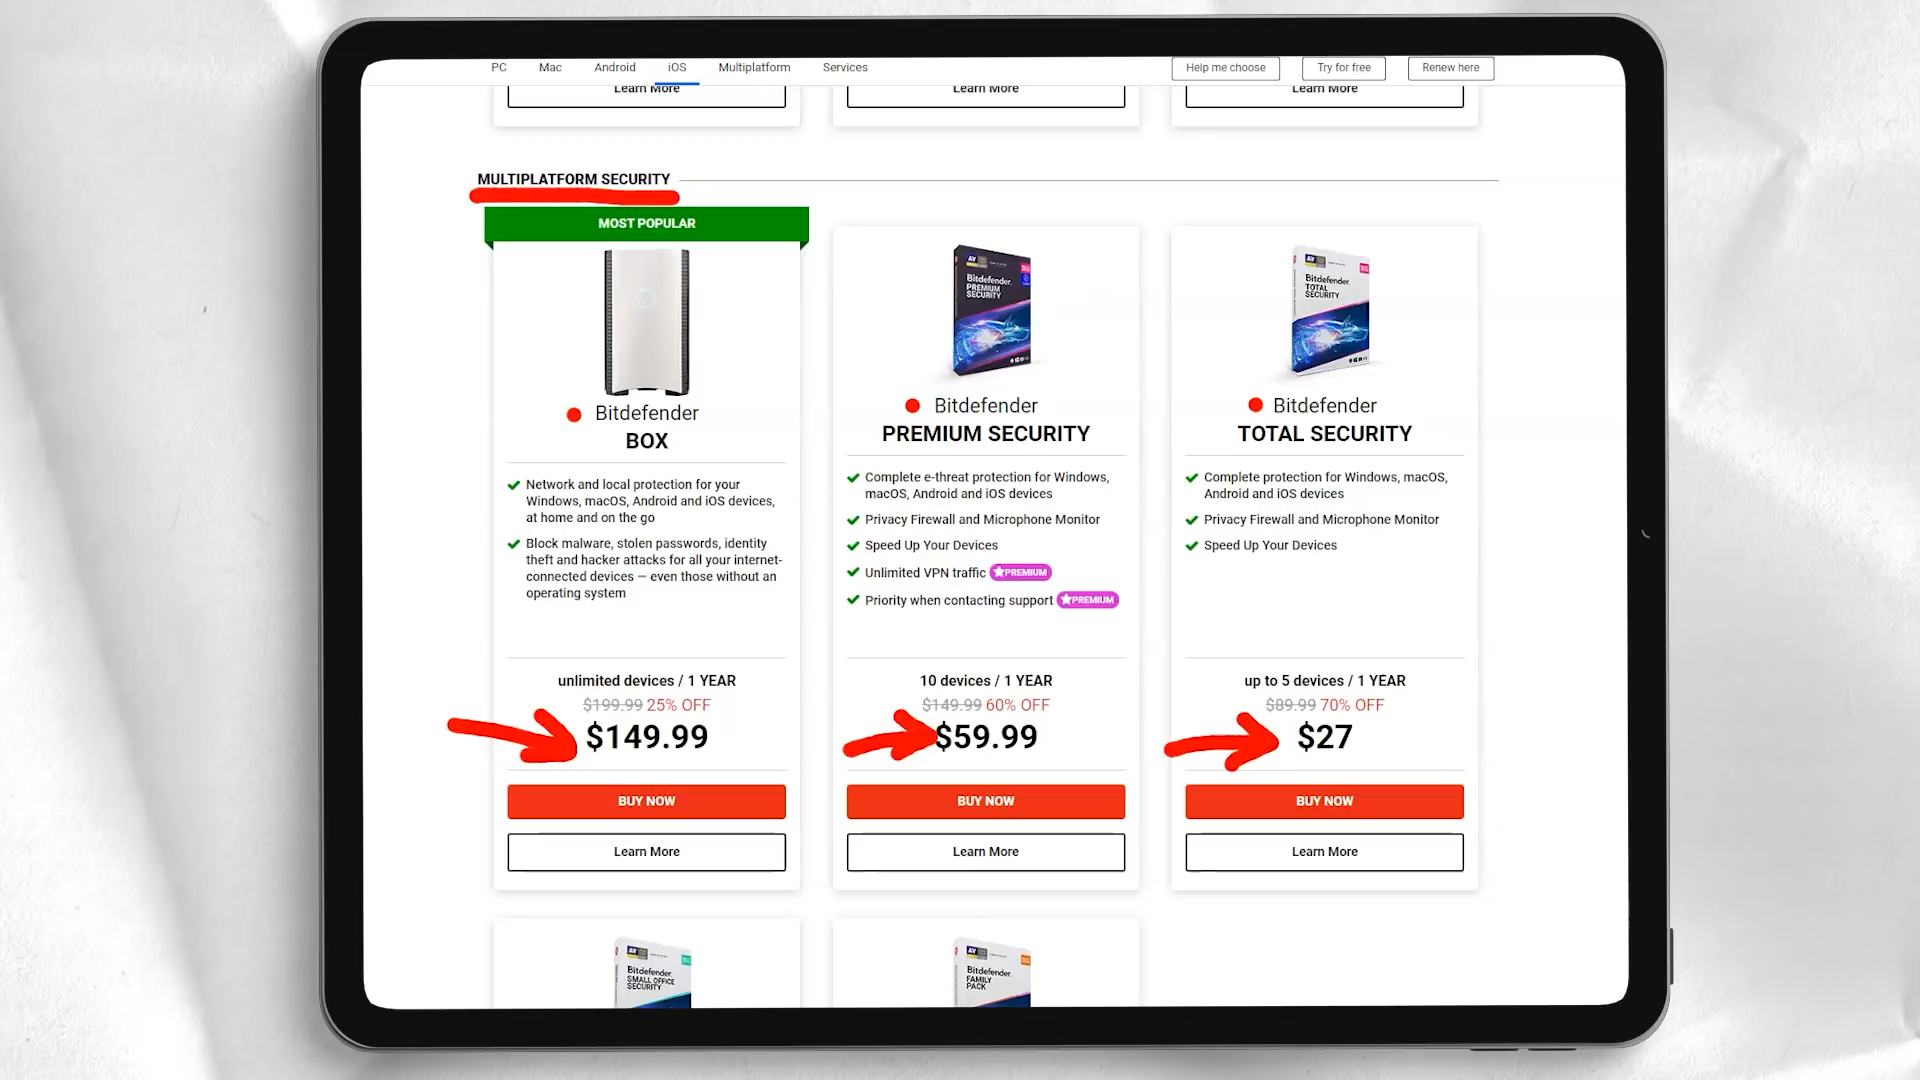 PC Mac Android iOS Multiplatform Services Help me choose Try for free Renew here
Learn More Learn More Learn More
MULTIPLATFORM SECURITY
MOST POPULAR
Bitdefender
BOX
Network and local protection for your
Windows, macOS, Android and iOS devices,
at home and on the go
Block malware, stolen passwords, identity
theft and hacker attacks for all your internet-
connected devices — even those without an
operating system
unlimited devices / 1 YEAR
$199.99 25% OFF
$149.99
BUY NOW
Learn More
Bitdefender
PREMIUM
SECURITY
Bitdefender
PREMIUM SECURITY
Complete e-threat protection for Windows,
macOS, Android and iOS devices
Privacy Firewall and Microphone Monitor
Speed Up Your Devices
Unlimited VPN traffic PREMIUM
Priority when contacting support PREMIUM
10 devices / 1 YEAR
$149.99 60% OFF
$59.99
BUY NOW
Learn More
Bitdefender
TOTAL
SECURITY
Bitdefender
TOTAL SECURITY
Complete protection for Windows, macOS,
Android and iOS devices
Privacy Firewall and Microphone Monitor
Speed Up Your Devices
up to 5 devices / 1 YEAR
$89.99 70% OFF
$27
BUY NOW
Learn More
Bitdefender
SMALL OFFICE
SECURITY
Bitdefender
FAMILY
PACK